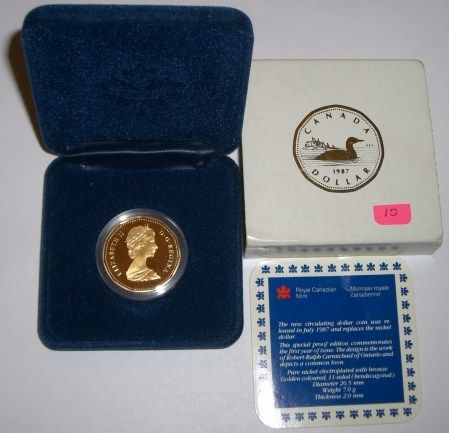 CANADA
1987
DOLLAR
10
ELIZABETH II D·G·REGINA
Royal Canadian
Mint
Monnaie royale
canadienne
The new circulating dollar coin was re-
leased in July 1987 and replaces the nickel
dollar.
This special proof edition commemorates
the first year of issue. The design is the work
of Robert Ralph Carmichael of Ontario and
depicts a common loon.
Pure nickel electroplated with bronze
Golden coloured, 11-sided (hendecagonal)
Diameter 26.5 mm
Weight 7.0 g
Thickness 2.0 mm